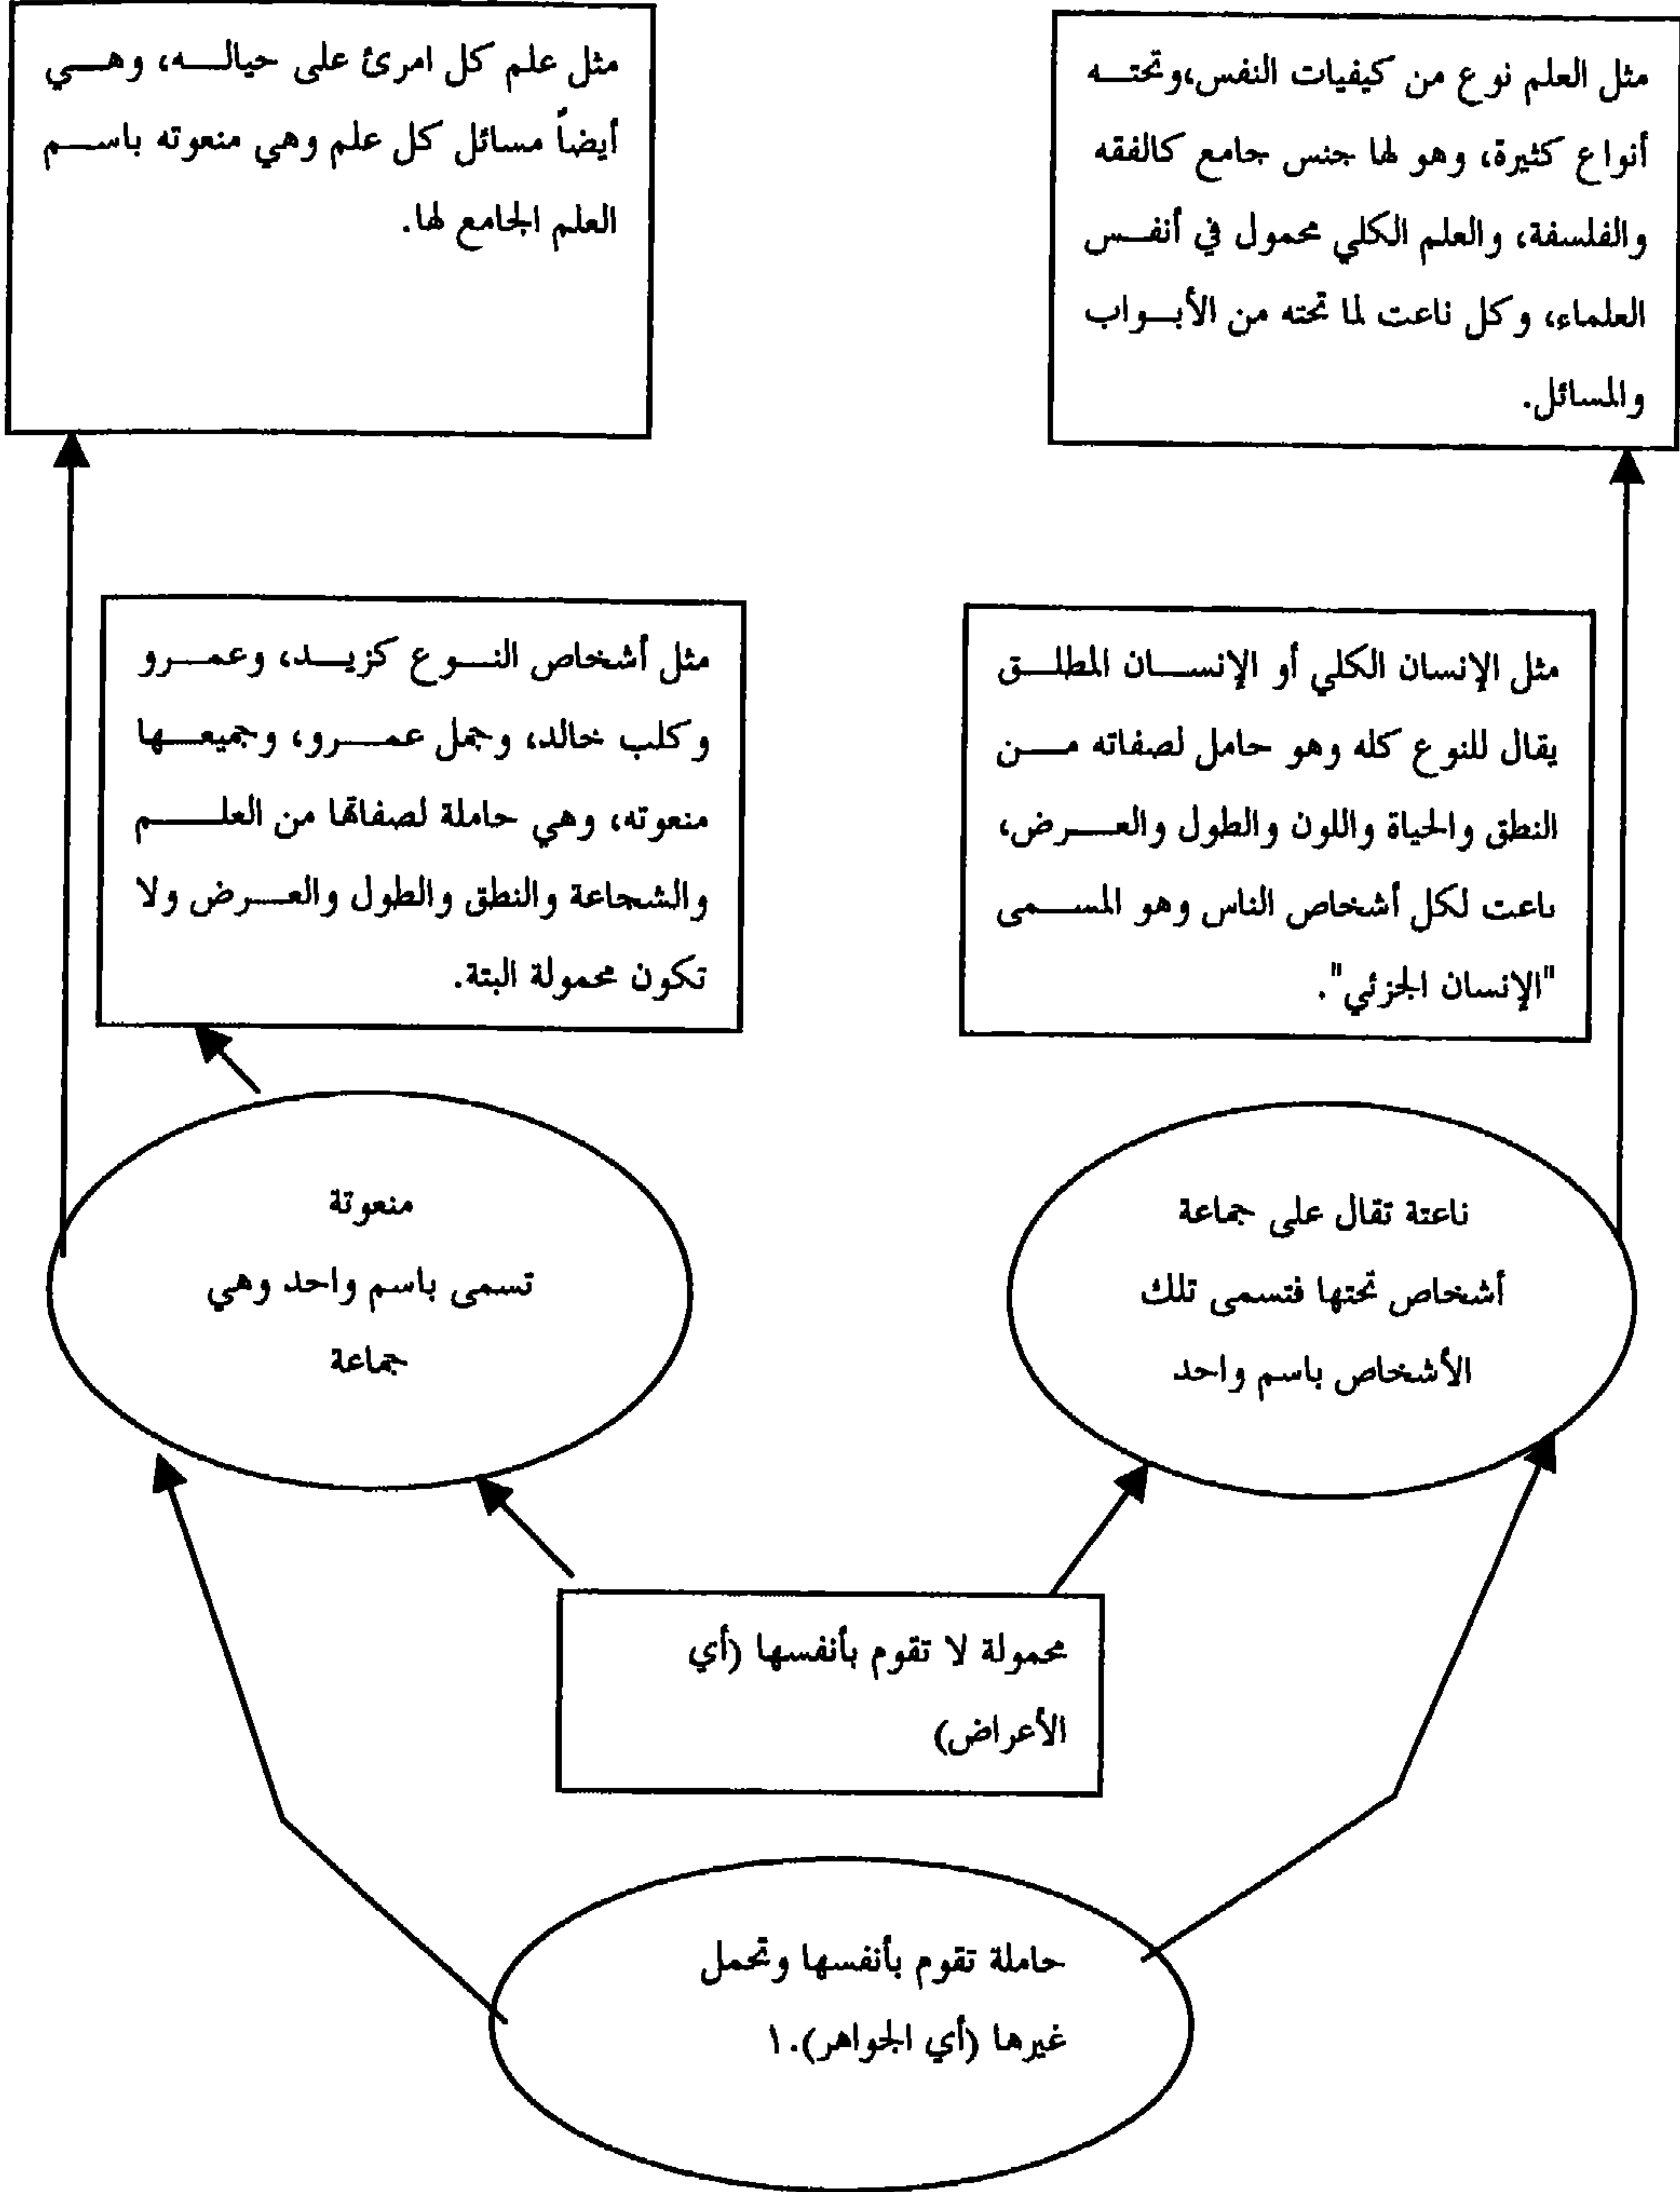 مثل العلم نوع من كيفيات النفس،وتحته
أنواع كثيرة، وهو لها جنس جامع كالفقه
والفلسفة، والعلم الكلي محمول في أنفس
العلماء، وكل ناعت لما تحته من الأبواب
والمسائل.
مثل علم كل امرئ على حياله، وهي
أيضاً مسائل كل علم وهي منعوته باسم
العلم الجامع لها.
مثل الإنسان الكلي أو الإنسان المطلق
يقال للنوع كله وهو حامل لصفاته من
النطق والحياة واللون والطول والعرض،
ناعت لكل أشخاص الناس وهو المسمى
"الإنسان الجزئي".
مثل أشخاص النوع كزيد، وعمرو
وكلب خالد، وجمل عمرو، وجميعها
منعوته، وهي حاملة لصفاتها من العلم
والشجاعة والنطق والطول والعرض ولا
تكون محمولة البتة.
ناعتة تقال على جماعة
أشخاص تحتها فتسمى تلك
الأشخاص باسم واحد
منعوتة
تسمى باسم واحد وهي
جماعة
محمولة لا تقوم بأنفسها (أي
الأعراض)
حاملة تقوم بأنفسها وتحمل
غيرها (أي الجواهر).١